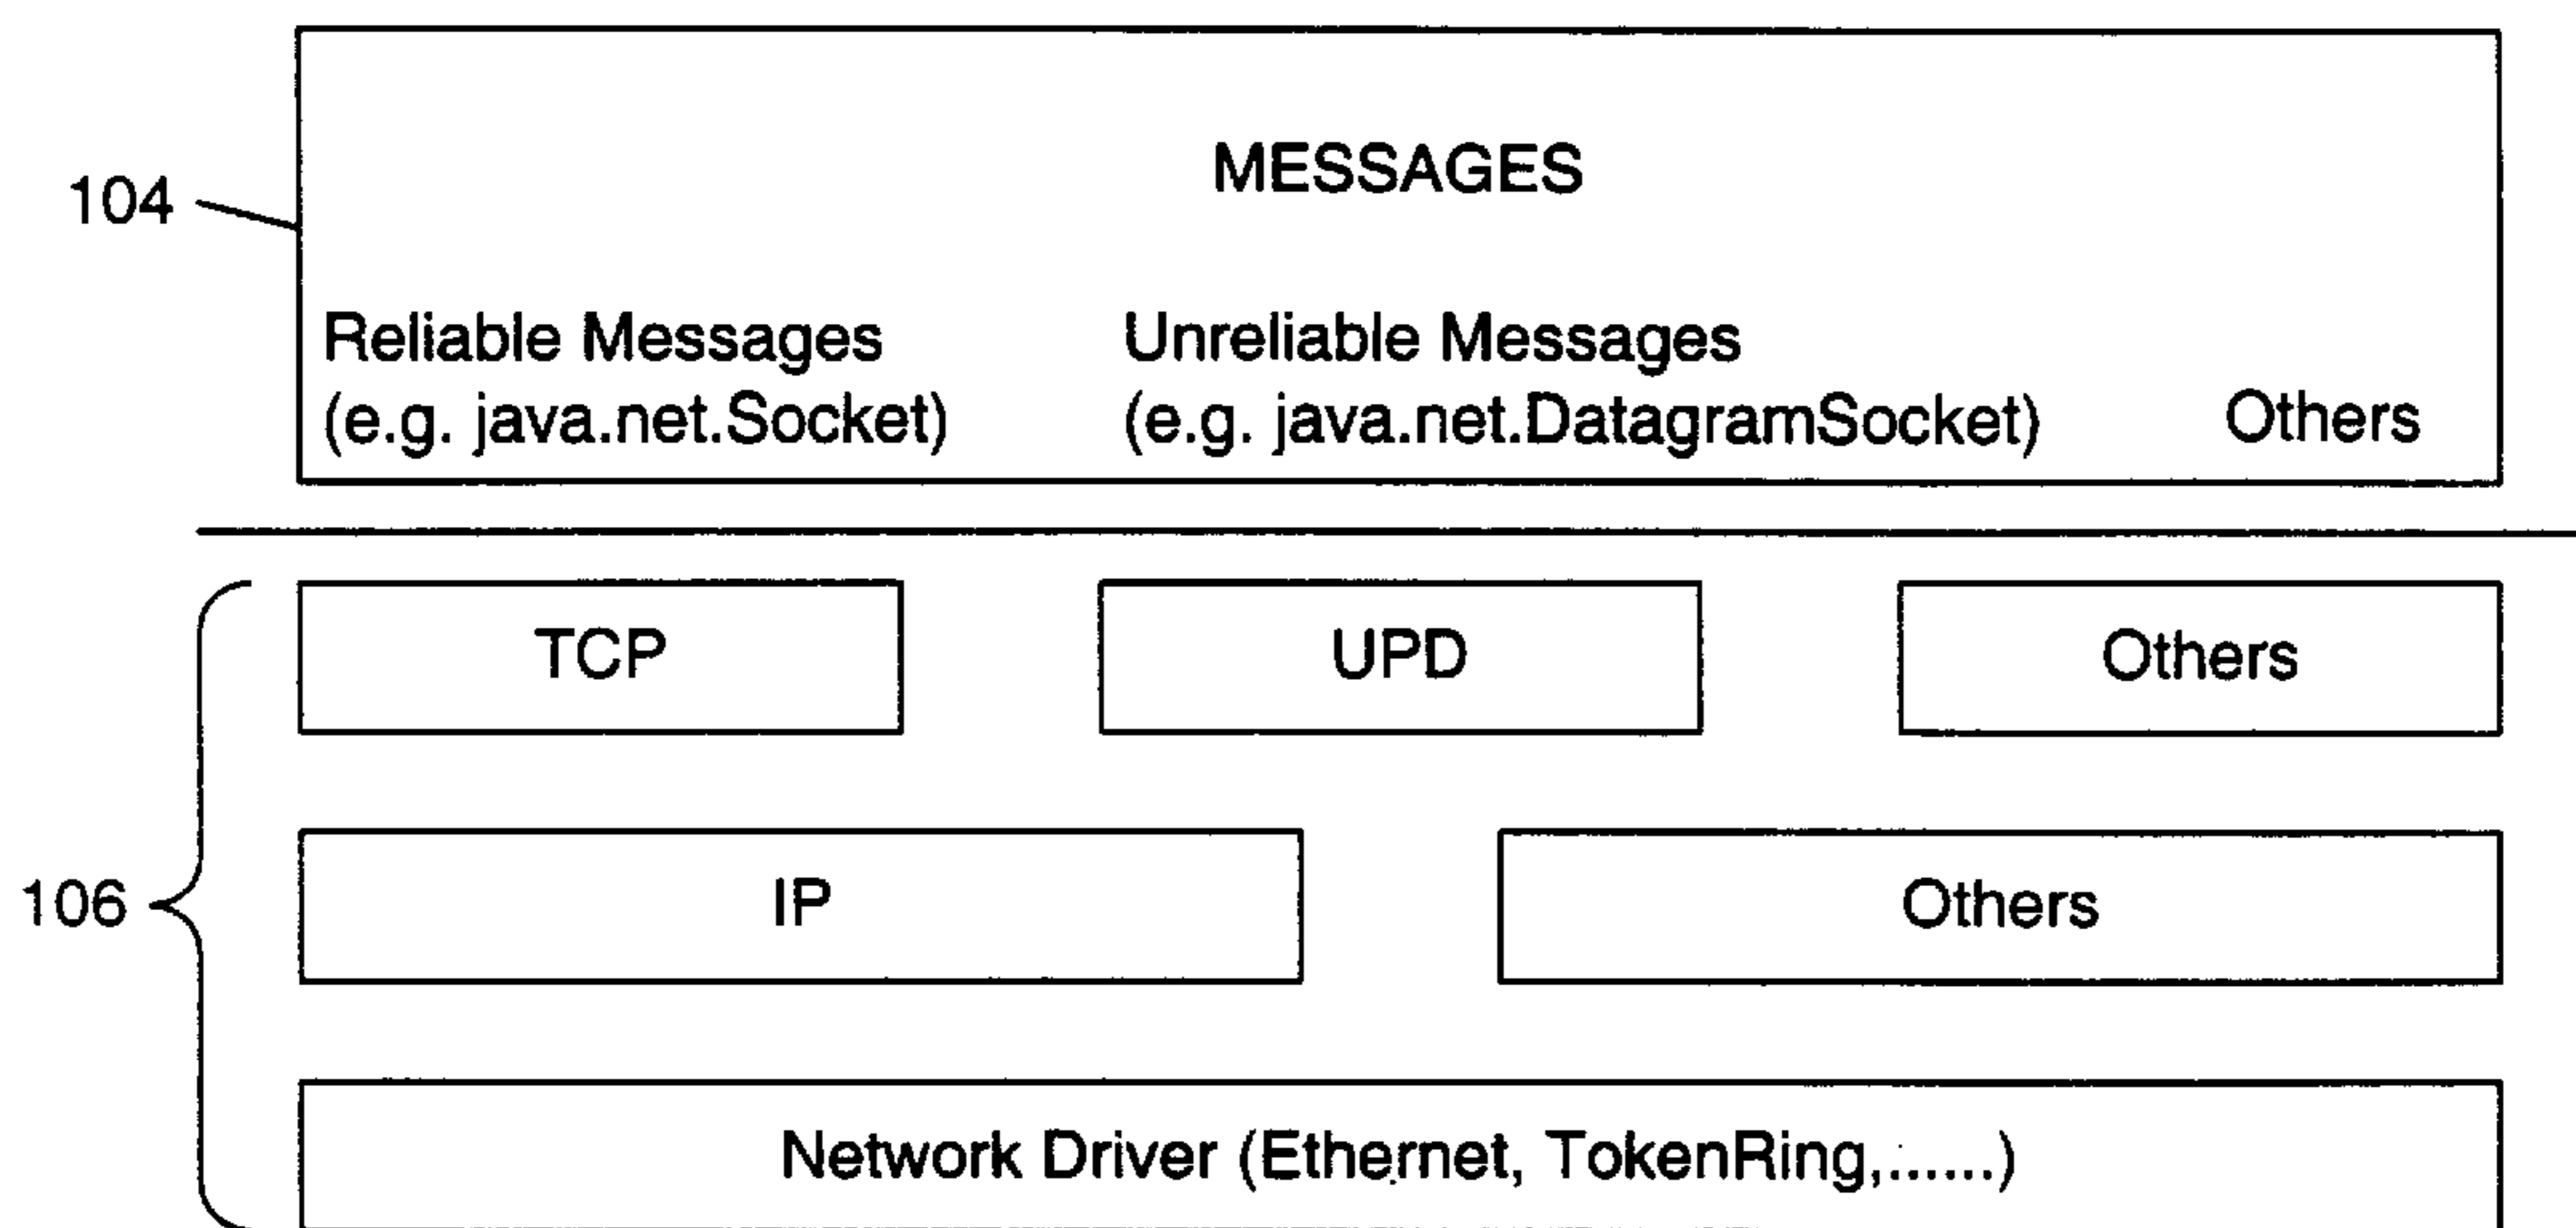 MESSAGES
104
Reliable Messages
(e.g. java.net.Socket)
Unreliable Messages
(e.g. java.net.DatagramSocket)
Others
TCP
UPD
Others
106
IP
Others
Network Driver (Ethernet, TokenRing,......)